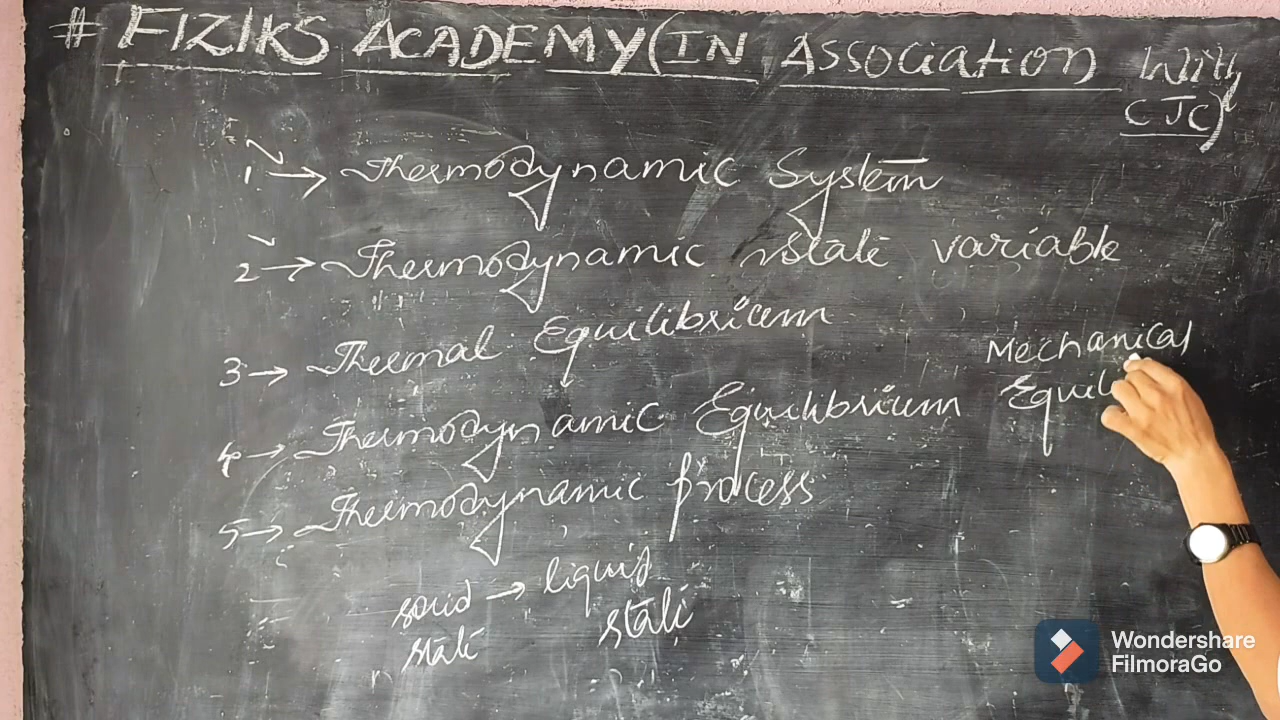 # FIZIKS ACADEMY (IN Association With
CJC)
1 → Thermodynamic System
2 → Thermodynamic state variable
3 → Thermal Equilibrium
Mechanical
4 → Thermodynamic Equilibrium Equili
5 → Thermodynamic process
solid → liquid
state state
Wondershare
FilmoraGo